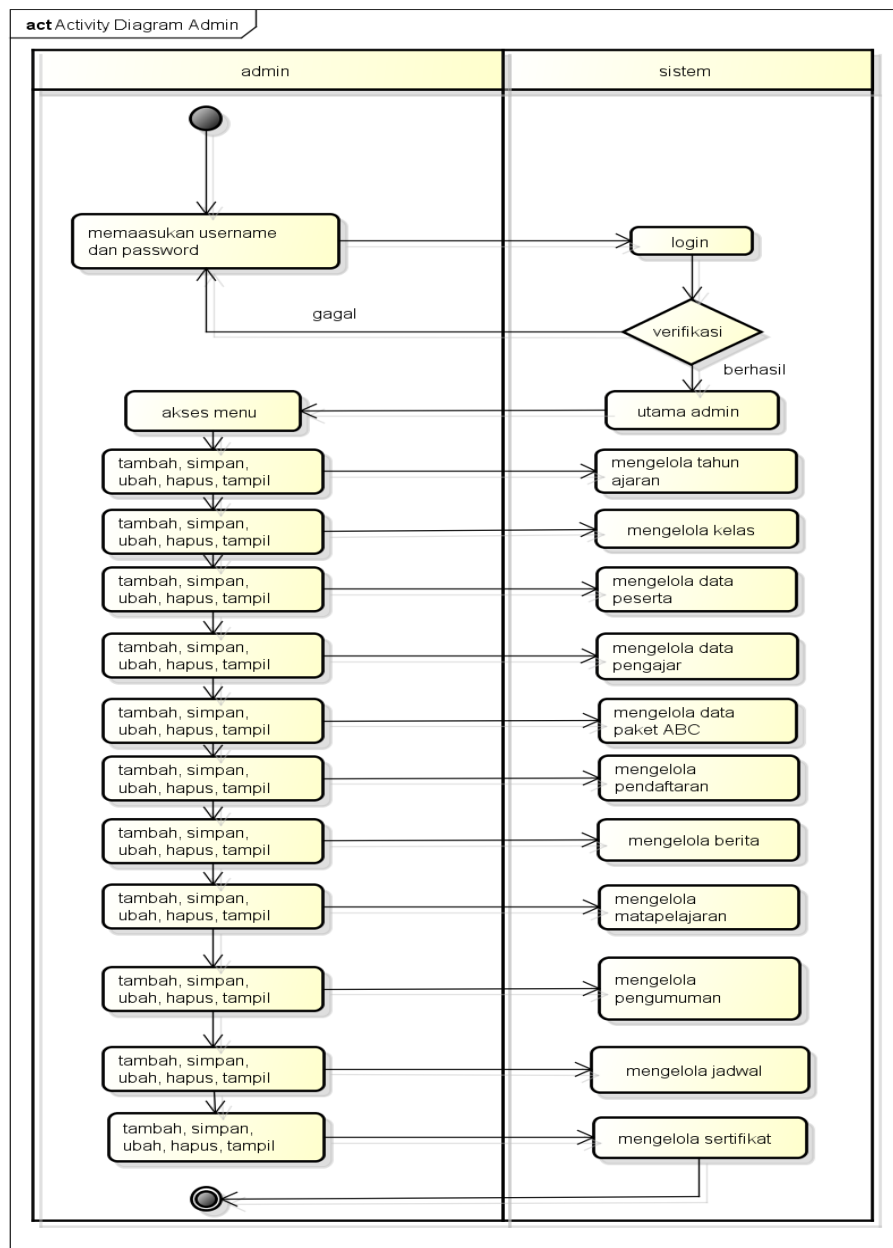 act Activity Diagram Admin
admin
sistem
memaasukan username
dan password
login
gagal
verifikasi
berhasil
akses menu
utama admin
tambah, simpan,
ubah, hapus, tampil
mengelola tahun
ajaran
tambah, simpan,
ubah, hapus, tampil
mengelola kelas
tambah, simpan,
ubah, hapus, tampil
mengelola data
peserta
tambah, simpan,
ubah, hapus, tampil
mengelola data
pengajar
tambah, simpan,
ubah, hapus, tampil
mengelola data
paket ABC
tambah, simpan,
ubah, hapus, tampil
mengelola
pendaftaran
tambah, simpan,
ubah, hapus, tampil
mengelola berita
tambah, simpan,
ubah, hapus, tampil
mengelola
matapelajaran
tambah, simpan,
ubah, hapus, tampil
mengelola
pengumuman
tambah, simpan,
ubah, hapus, tampil
mengelola jadwal
tambah, simpan,
ubah, hapus, tampil
mengelola sertifikat